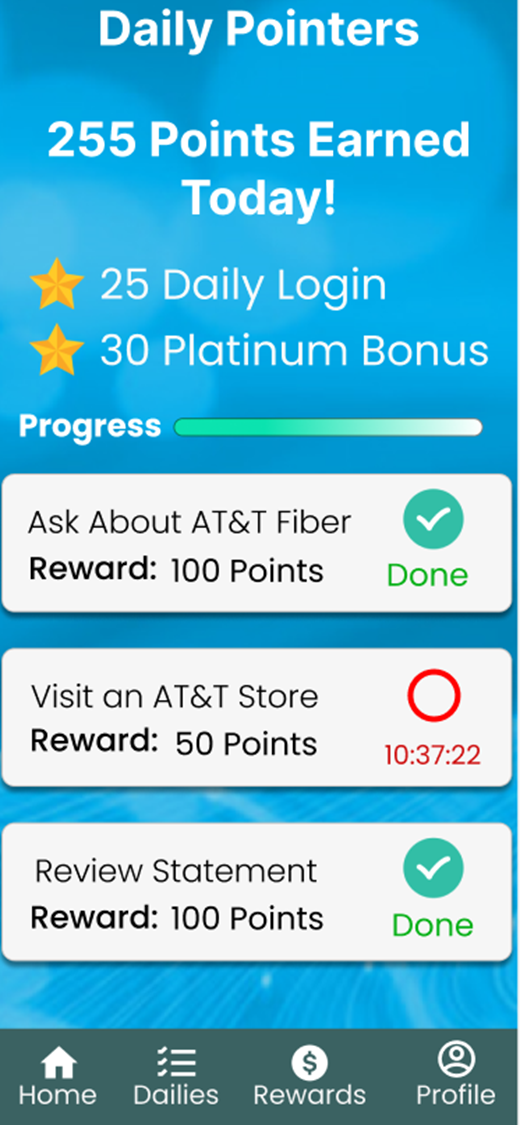 Daily Pointers
255 Points Earned
Today!
25 Daily Login
30 Platinum Bonus
Progress
Ask About AT&T Fiber
Reward: 100 Points
Done
Visit an AT&T Store
Reward: 50 Points
10:37:22
Review Statement
Reward: 100 Points
Done
Home Dailies Rewards Profile